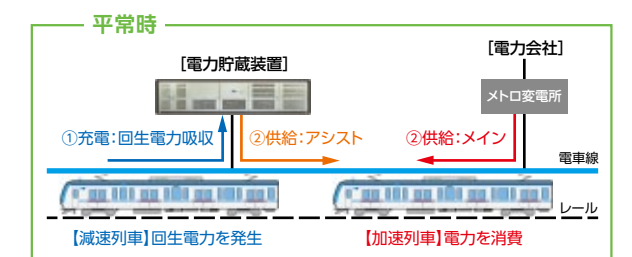 平常時
[電力会社]
[電力貯蔵装置]
メトロ変電所
①充電:回生電力吸収
②供給:アシスト
②供給:メイン
電車線
レール
【減速列車】回生電力を発生
【加速列車】電力を消費